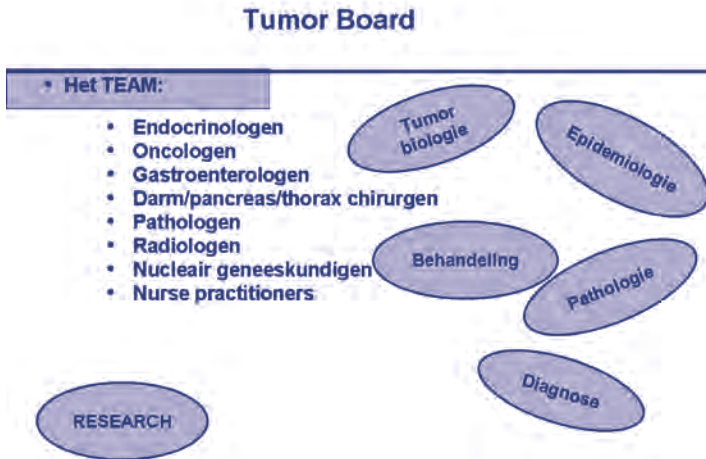 Tumor Board
• Het TEAM:
• Endocrinologen
• Oncologen
• Gastroenterologen
• Darm/pancreas/thorax chirurgen
• Pathologen
• Radiologen
• Nucleair geneeskundigen
• Nurse practitioners
Tumor
biologie
Epidemiologie
Behandeling
Pathologie
Diagnose
RESEARCH